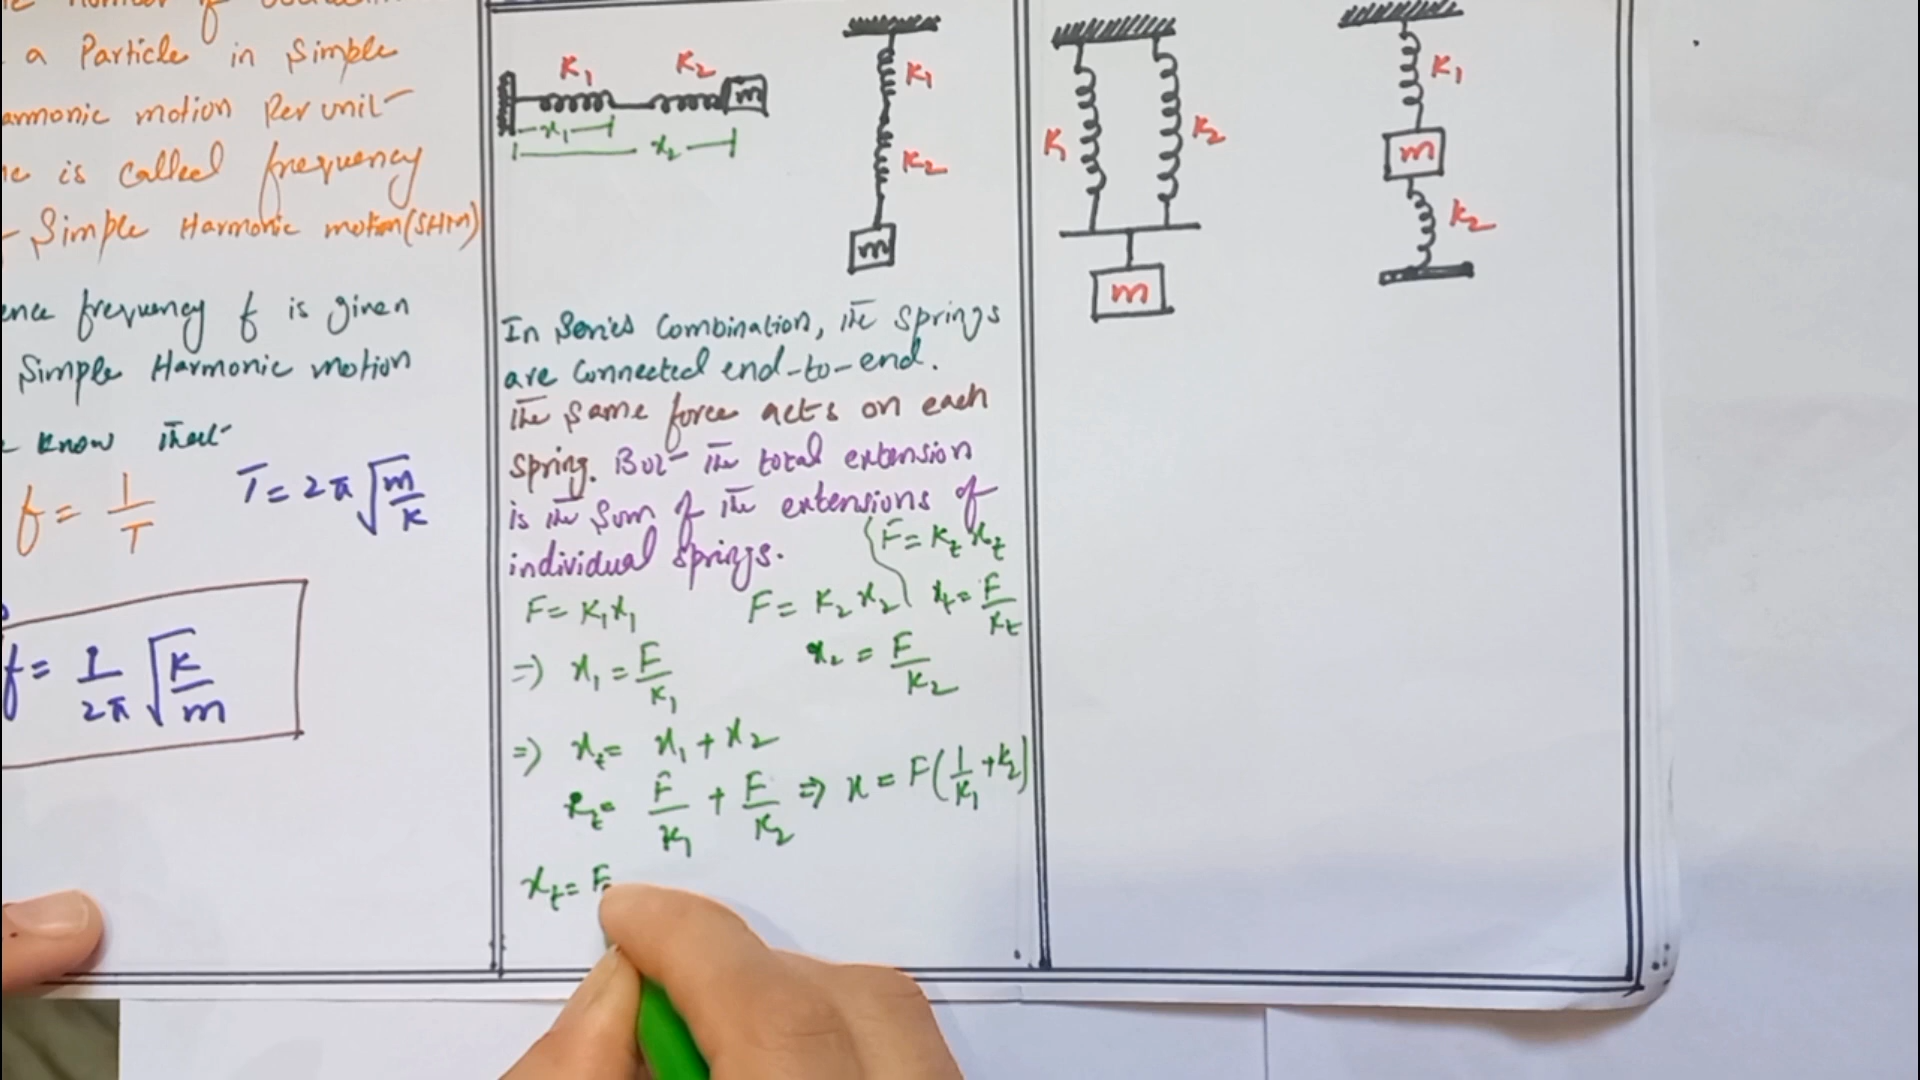 a Particle in Simple
armonic motion Per unit
is called frequency
Simple Harmonic motion (SHM)
ence frequency f is given
Simple Harmonic motion
know that
f = 1/T T = 2π√(m/k)
f = 1/2π √(K/m)
K1 K2 m
x1
x2
K1
K2
m
In Series Combination, the springs
are Connected end-to-end.
The same force acts on each
spring. But the total extension
is the sum of the extensions of
individual springs.
F = Kt xt
F = K1x1 F = K2 x2 xt = F/Kt
⇒ x1 = F/K1 x2 = F/K2
⇒ xt = x1 + x2
xt = F/K1 + F/K2 ⇒ x = F(1/K1 + K2)
xt = F
K K2
m
K1
m
K2